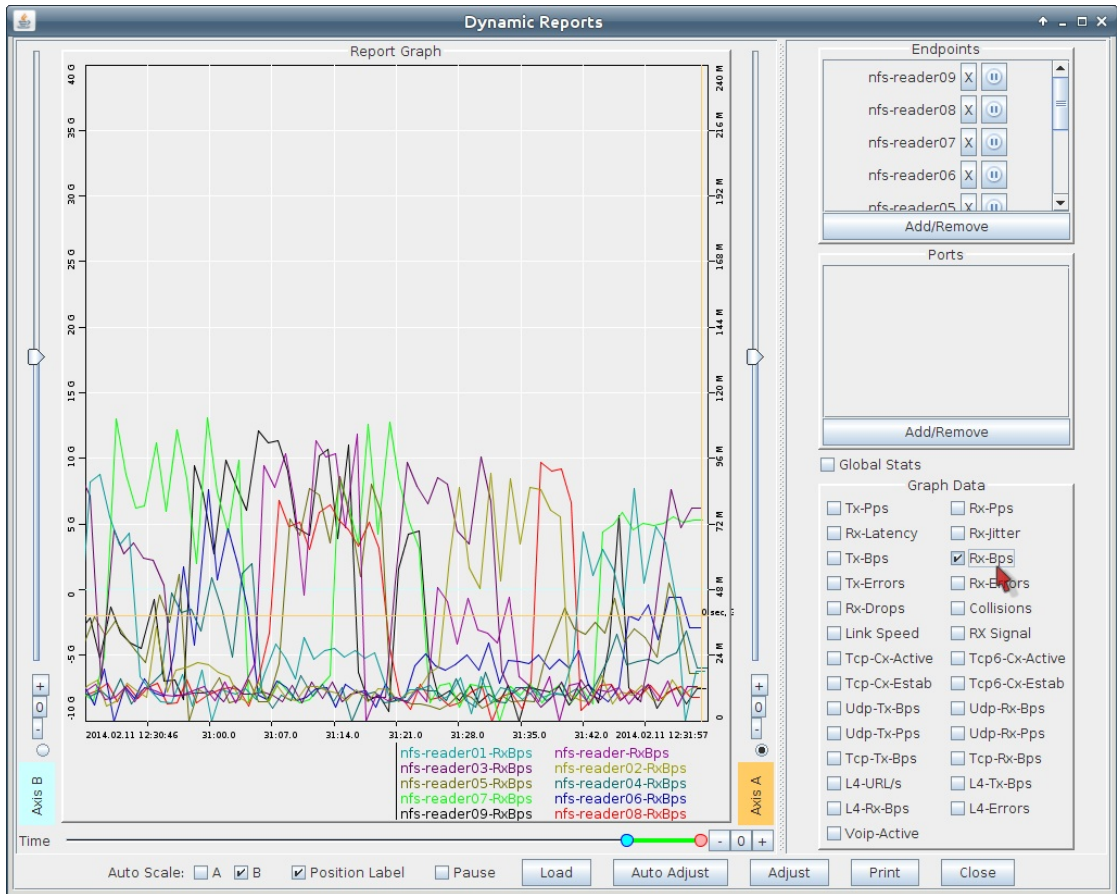 Dynamic Reports
Report Graph
40 G
35 G
30 G
25 G
20 G
15 G
10 G
5 G
0
-5 G
-10 G
240 M
216 M
192 M
168 M
144 M
120 M
96 M
72 M
48 M
24 M
0
0 sec,
2014.02.11 12:30:46 31:00.0 31:07.0 31:14.0 31:21 31:28.0 31:35.0 31:42.0 2014.02.11 12:31:57
nfs-reader01-RxBps nfs-reader-RxBps
nfs-reader03-RxBps nfs-reader02-RxBps
nfs-reader05-RxBps nfs-reader04-RxBps
nfs-reader07-RxBps nfs-reader06-RxBps
nfs-reader09-RxBps nfs-reader08-RxBps
+
0
-
Axis B
+
0
-
Axis A
Time
- 0 +
Endpoints
nfs-reader09 X
nfs-reader08 X
nfs-reader07 X
nfs-reader06 X
nfs-reader05 X
Add/Remove
Ports
Add/Remove
Global Stats
Graph Data
Tx-Pps Rx-Pps
Rx-Latency Rx-Jitter
Tx-Bps Rx-Bps
Tx-Errors Rx-Errors
Rx-Drops Collisions
Link Speed RX Signal
Tcp-Cx-Active Tcp6-Cx-Active
Tcp-Cx-Estab Tcp6-Cx-Estab
Udp-Tx-Bps Udp-Rx-Bps
Udp-Tx-Pps Udp-Rx-Pps
Tcp-Tx-Bps Tcp-Rx-Bps
L4-URL/s L4-Tx-Bps
L4-Rx-Bps L4-Errors
Voip-Active
Auto Scale: A B Position Label Pause Load Auto Adjust Adjust Print Close